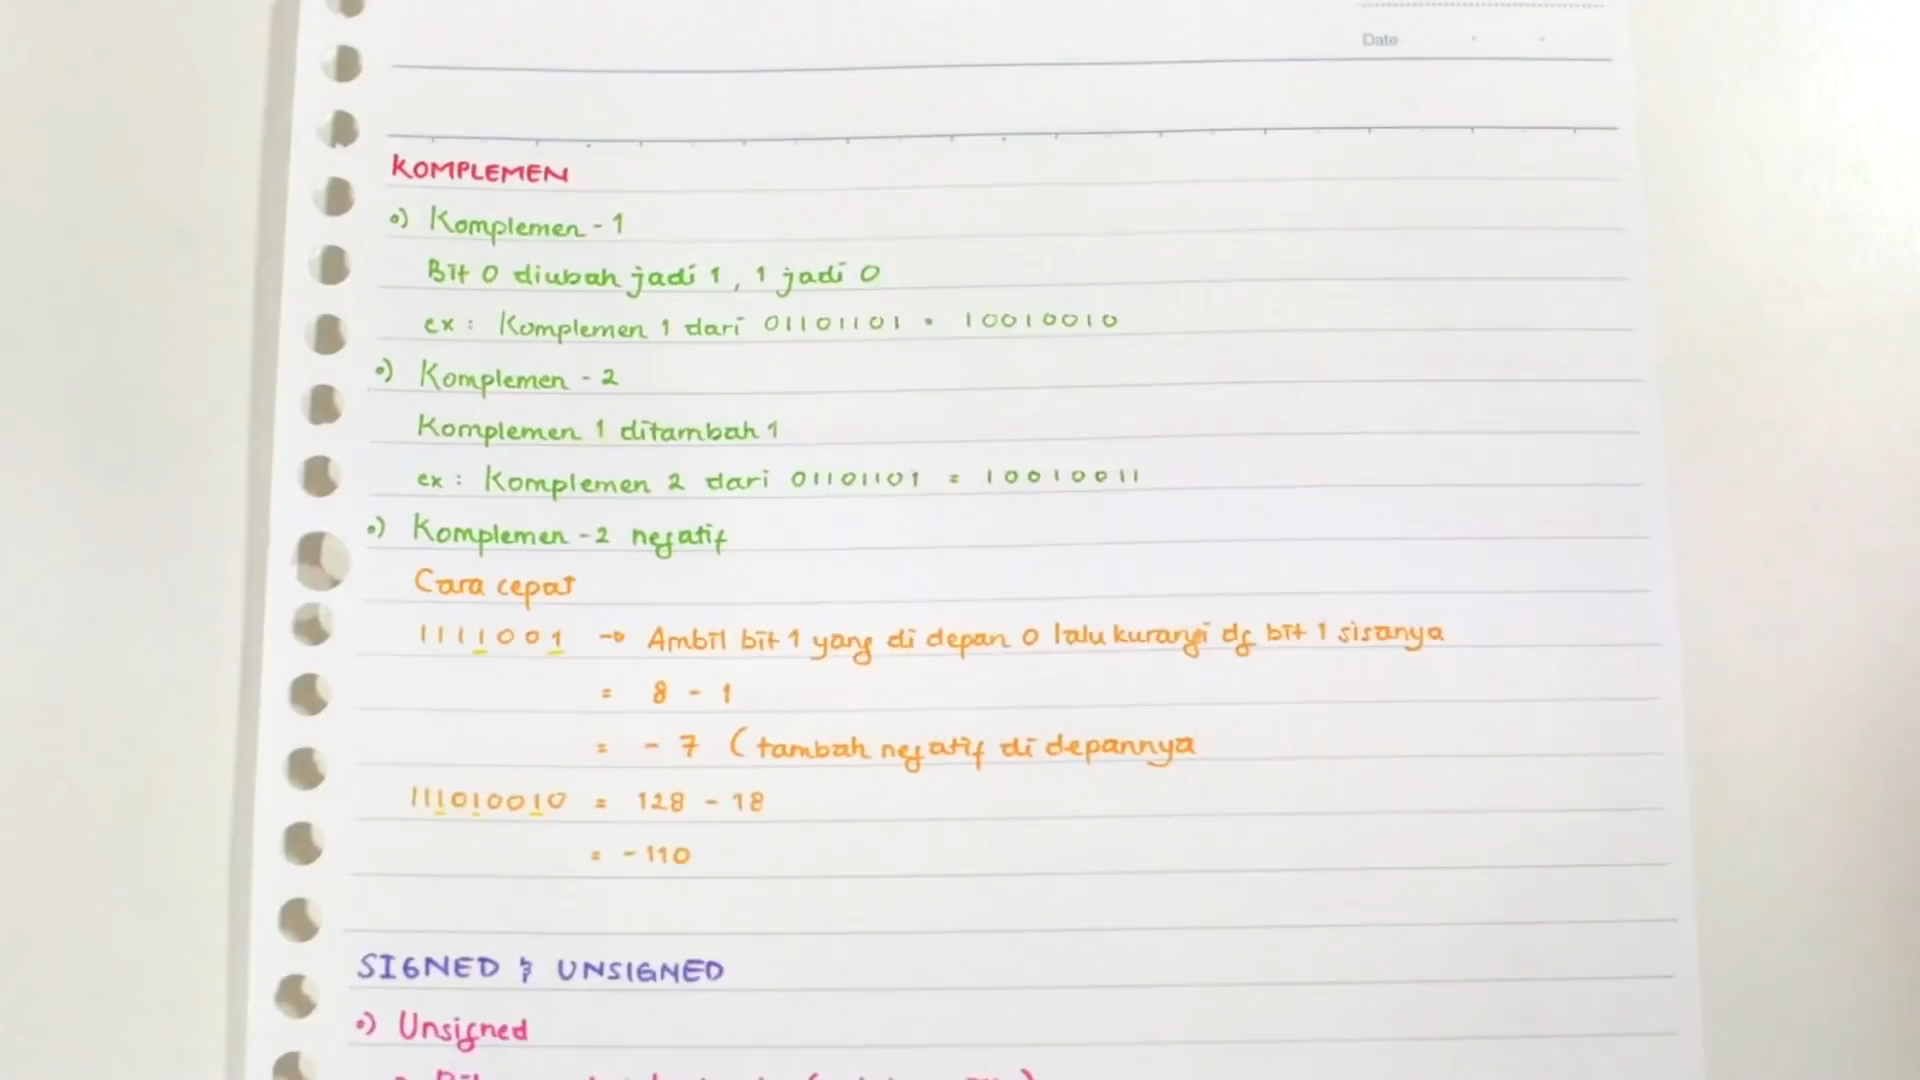 Date
KOMPLEMEN
•) Komplemen - 1
Bit 0 diubah jadi 1, 1 jadi 0
ex : Komplemen 1 dari 01101101 = 10010010
•) Komplemen - 2
Komplemen 1 ditambah 1
ex : Komplemen 2 dari 01101101 = 10010011
•) Komplemen - 2 negatif
Cara cepat
1111001 → Ambil bit 1 yang di depan 0 lalu kurangi dg bit 1 sisanya
= 8 - 1
= - 7 ( tambah negatif di depannya
111010010 = 128 - 18
= - 110
SIGNED & UNSIGNED
•) Unsigned